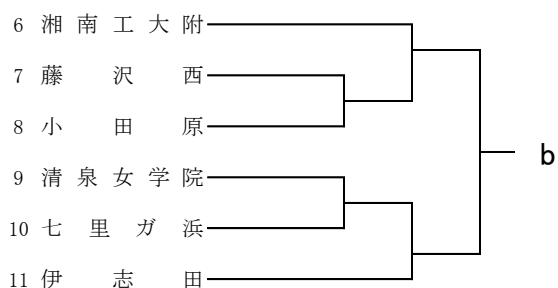 6 湘南工大附
7 藤沢西
8 小田原
9 清泉女学院
10 七里ガ浜
11 伊志田
b